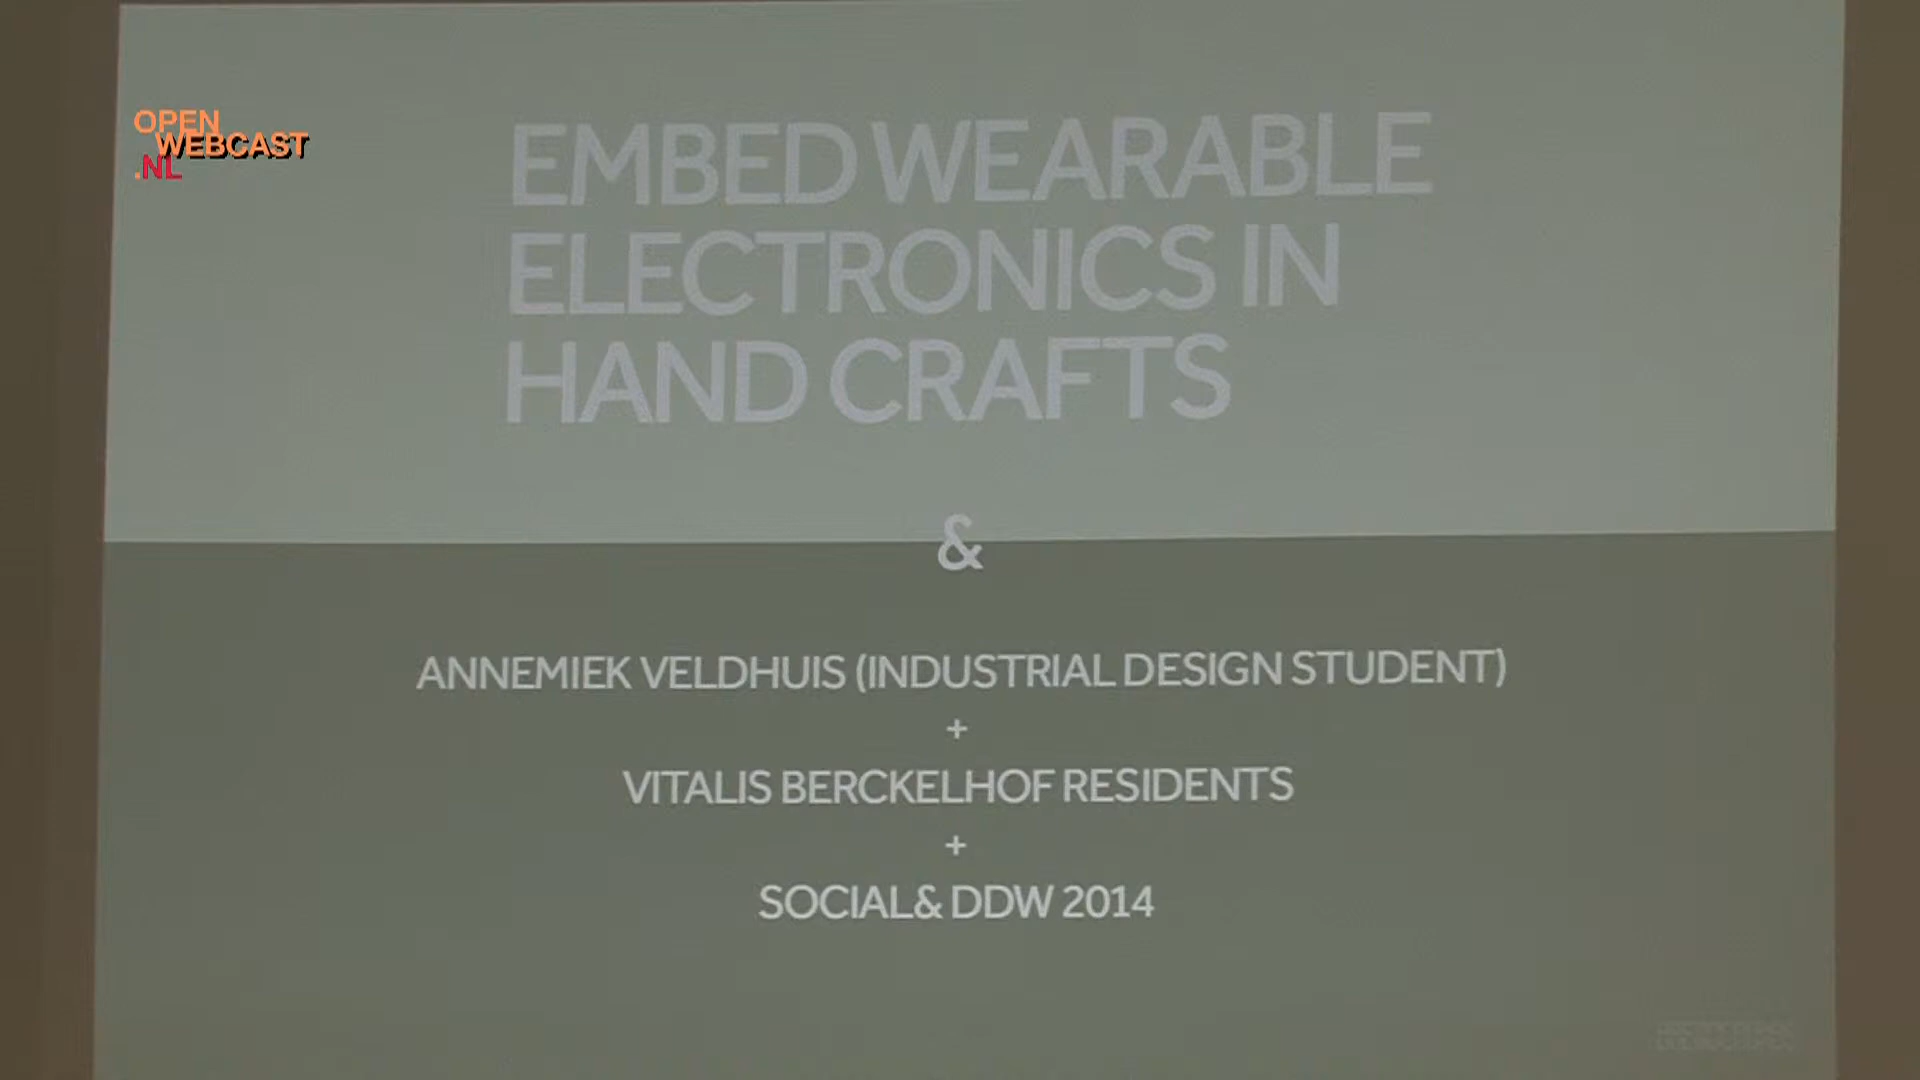 OPEN
WEBCAST
.NL
EMBED WEARABLE
ELECTRONICS IN
HAND CRAFTS
&
ANNEMIEK VELDHUIS (INDUSTRIAL DESIGN STUDENT)
+
VITALIS BERCKELHOF RESIDENTS
+
SOCIAL& DDW 2014